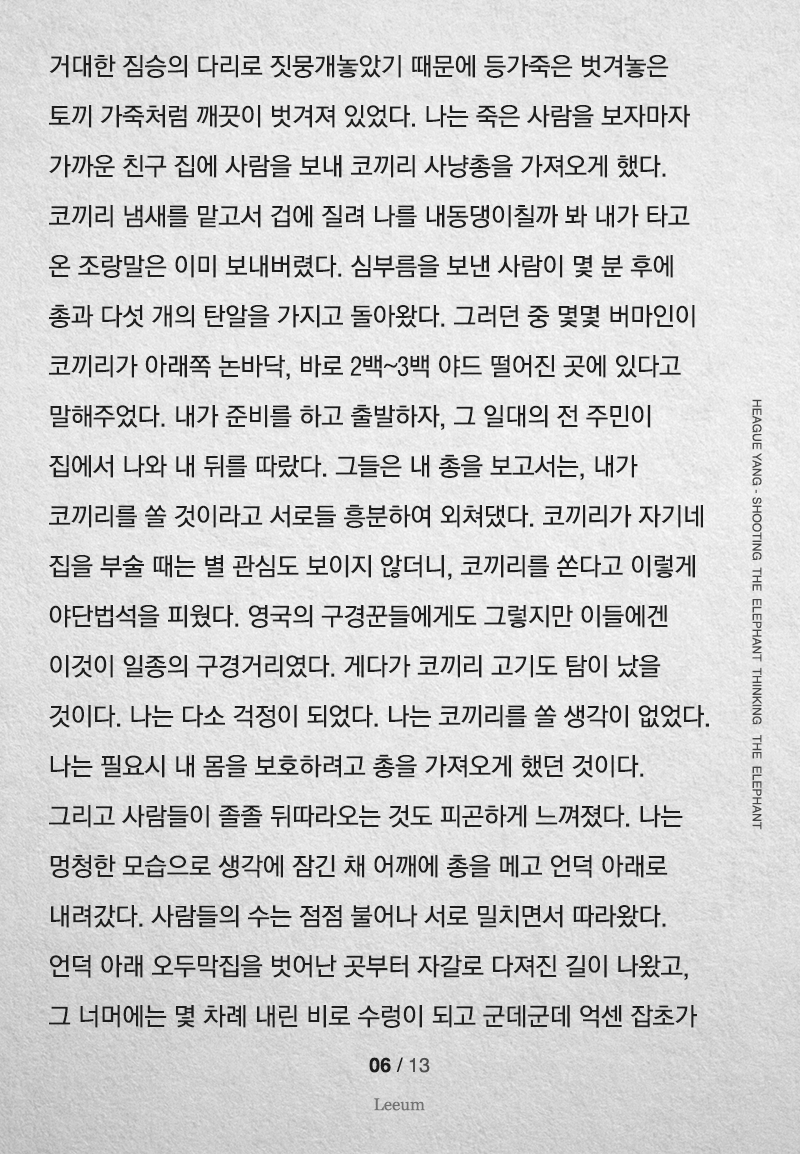 거대한 짐승의 다리로 짓뭉개놓았기 때문에 등가죽은 벗겨놓은
토끼 가죽처럼 깨끗이 벗겨져 있었다. 나는 죽은 사람을 보자마자
가까운 친구 집에 사람을 보내 코끼리 사냥총을 가져오게 했다.
코끼리 냄새를 맡고서 겁에 질려 나를 내동댕이칠까 봐 내가 타고
온 조랑말은 이미 보내버렸다. 심부름을 보낸 사람이 몇 분 후에
총과 다섯 개의 탄알을 가지고 돌아왔다. 그러던 중 몇몇 버마인이
코끼리가 아래쪽 논바닥, 바로 2백~3백 야드 떨어진 곳에 있다고
말해주었다. 내가 준비를 하고 출발하자, 그 일대의 전 주민이
집에서 나와 내 뒤를 따랐다. 그들은 내 총을 보고서는, 내가
코끼리를 쏠 것이라고 서로들 흥분하여 외쳐댔다. 코끼리가 자기네
집을 부술 때는 별 관심도 보이지 않더니, 코끼리를 쏜다고 이렇게
야단법석을 피웠다. 영국의 구경꾼들에게도 그렇지만 이들에겐
이것이 일종의 구경거리였다. 게다가 코끼리 고기도 탐이 났을
것이다. 나는 다소 걱정이 되었다. 나는 코끼리를 쏠 생각이 없었다.
나는 필요시 내 몸을 보호하려고 총을 가져오게 했던 것이다.
그리고 사람들이 졸졸 뒤따라오는 것도 피곤하게 느껴졌다. 나는
멍청한 모습으로 생각에 잠긴 채 어깨에 총을 메고 언덕 아래로
내려갔다. 사람들의 수는 점점 불어나 서로 밀치면서 따라왔다.
언덕 아래 오두막집을 벗어난 곳부터 자갈로 다져진 길이 나왔고,
그 너머에는 몇 차례 내린 비로 수렁이 되고 군데군데 억센 잡초가
HEAGUE YANG - SHOOTING THE ELEPHANT THINKING THE ELEPHANT
06 / 13
Leeum